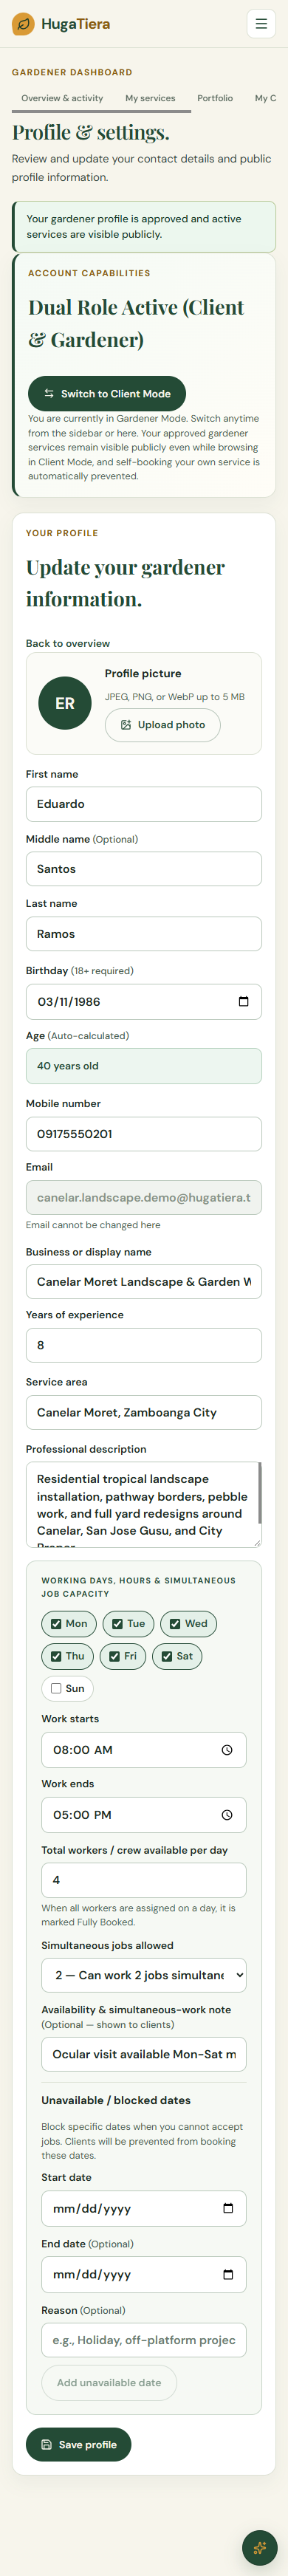 HugaTiera
GARDENER DASHBOARD
Overview & activity My services Portfolio My C
Profile & settings.
Review and update your contact details and public
profile information.
Your gardener profile is approved and active
services are visible publicly.
ACCOUNT CAPABILITIES
Dual Role Active (Client
& Gardener)
Switch to Client Mode
You are currently in Gardener Mode. Switch anytime
from the sidebar or here. Your approved gardener
services remain visible publicly even while browsing
in Client Mode, and self-booking your own service is
automatically prevented.
YOUR PROFILE
Update your gardener
information.
Back to overview
ER
Profile picture
JPEG, PNG, or WebP up to 5 MB
Upload photo
First name
Eduardo
Middle name (Optional)
Santos
Last name
Ramos
Birthday (18+ required)
03/11/1986
Age (Auto-calculated)
40 years old
Mobile number
09175550201
Email
canelar.landscape.demo@hugatiera.t
Email cannot be changed here
Business or display name
Canelar Moret Landscape & Garden W
Years of experience
8
Service area
Canelar Moret, Zamboanga City
Professional description
Residential tropical landscape
installation, pathway borders, pebble
work, and full yard redesigns around
Canelar, San Jose Gusu, and City
WORKING DAYS, HOURS & SIMULTANEOUS
JOB CAPACITY
Mon Tue Wed
Thu Fri Sat
Sun
Work starts
08:00 AM
Work ends
05:00 PM
Total workers / crew available per day
4
When all workers are assigned on a day, it is
marked Fully Booked.
Simultaneous jobs allowed
2 — Can work 2 jobs simultane
Availability & simultaneous-work note
(Optional — shown to clients)
Ocular visit available Mon-Sat m
Unavailable / blocked dates
Block specific dates when you cannot accept
jobs. Clients will be prevented from booking
these dates.
Start date
mm/dd/yyyy
End date (Optional)
mm/dd/yyyy
Reason (Optional)
e.g., Holiday, off-platform projec
Add unavailable date
Save profile